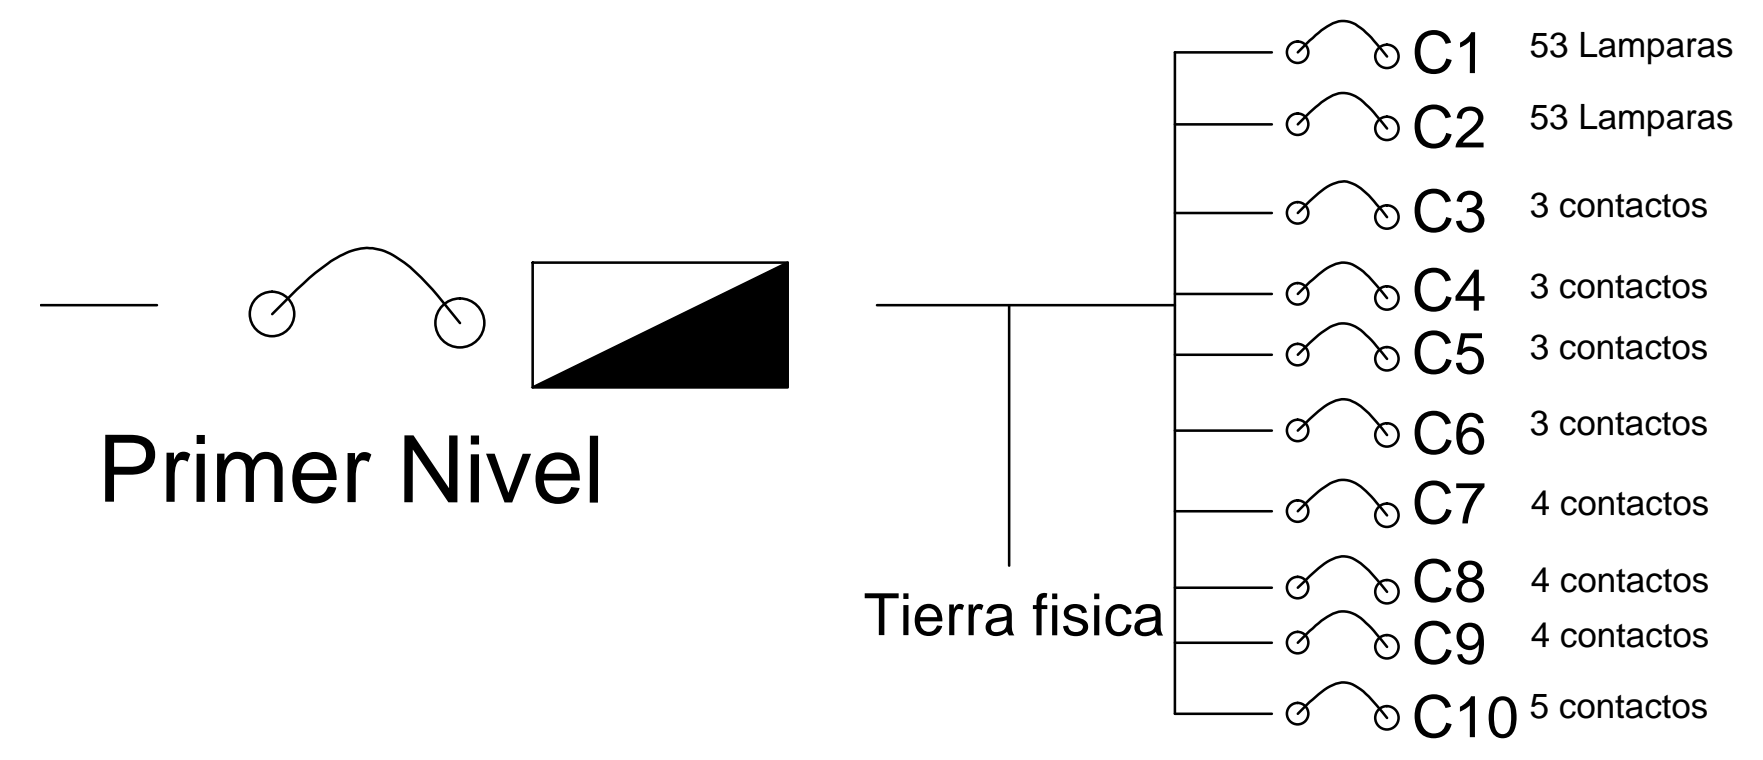 C1 53 Lamparas
C2 53 Lamparas
C3 3 contactos
C4 3 contactos
C5 3 contactos
C6 3 contactos
Primer Nivel
C7 4 contactos
C8 4 contactos
Tierra fisica
C9 4 contactos
C10 5 contactos